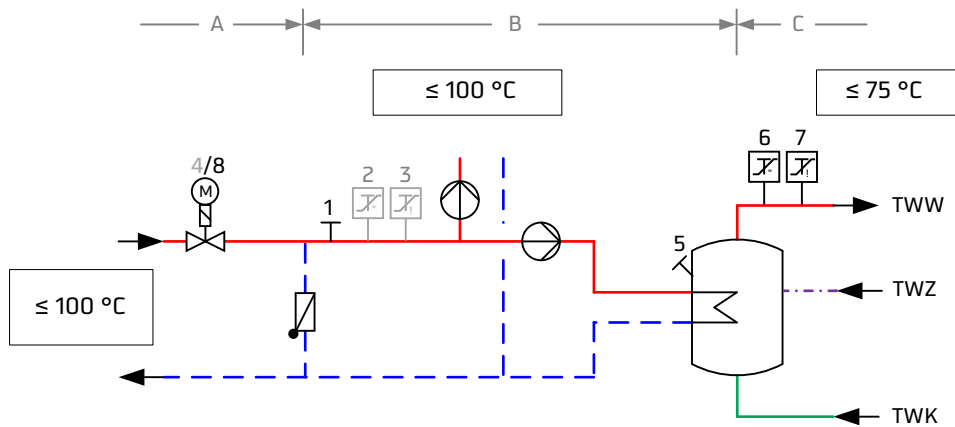 A B C
≤ 100 °C ≤ 75 °C
4/8 M 2 3 6 7
1 TWW
5
≤ 100 °C TWZ
TWK